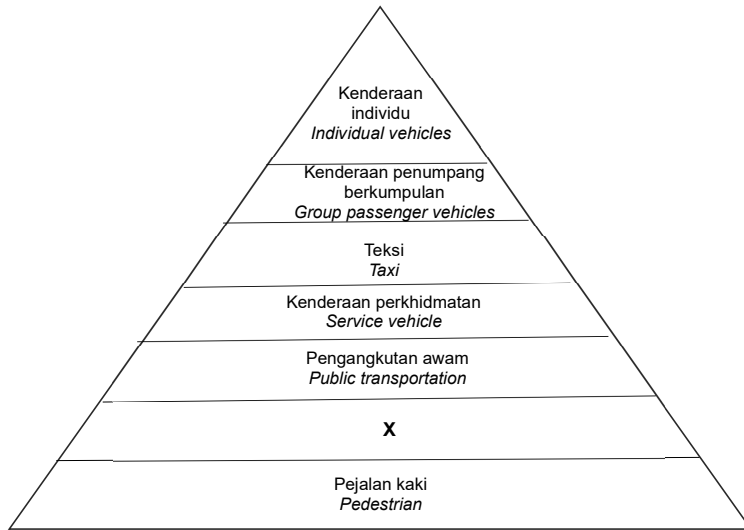 Kenderaan
individu
Individual vehicles
Kenderaan penumpang
berkumpulan
Group passenger vehicles
Teksi
Taxi
Kenderaan perkhidmatan
Service vehicle
Pengangkutan awam
Public transportation
X
Pejalan kaki
Pedestrian